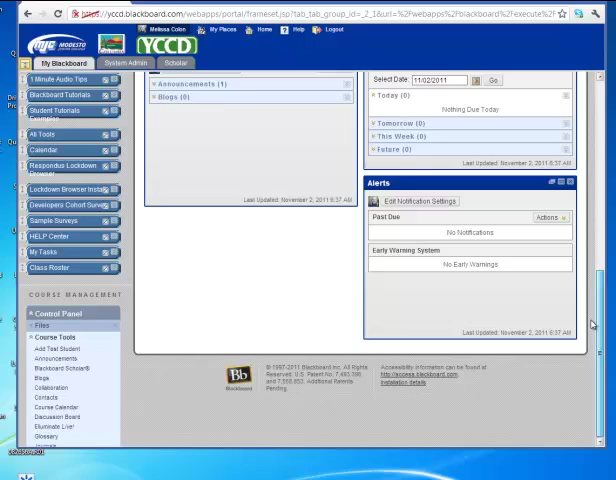 https://yccd.blackboard.com/webapps/portal/frameset.jsp?tab_tab_group_id=_2_1&url=%2Fwebapps%2Fblackboard%2Fexecute%2F
mjc MODESTO
YCCD
Melissa Colon My Places Home Help Logout
My Blackboard System Admin Scholar
1 Minute Audio Tips
Blackboard Tutorials
Student Tutorials
Examples
All Tools
Calendar
Respondus Lockdown
Browser
Lockdown Browser Insta
Developers Cohort Surve
Sample Surveys
HELP Center
My Tasks
Class Roster
COURSE MANAGEMENT
Control Panel
Files
Course Tools
Add Test Student
Announcements
Blackboard Scholar®
Blogs
Collaboration
Contacts
Course Calendar
Discussion Board
Elluminate Live!
Glossary
Journals
Announcements (1)
Blogs (0)
Last Updated: November 2, 2011 6:37 AM
Select Date: 11/02/2011 Go
Today (0)
Nothing Due Today
Tomorrow (0)
This Week (0)
Future (0)
Last Updated: November 2, 2011 6:37 AM
Alerts
Edit Notification Settings
Past Due Actions
No Notifications
Early Warning System
No Early Warnings
Last Updated: November 2, 2011 6:37 AM
Bb
Blackboard
© 1997-2011 Blackboard Inc. All Rights
Reserved. U.S. Patent No. 7,493,396
and 7,558,853. Additional Patents
Pending.
Accessibility information can be found at
http://access.blackboard.com.
Installation details